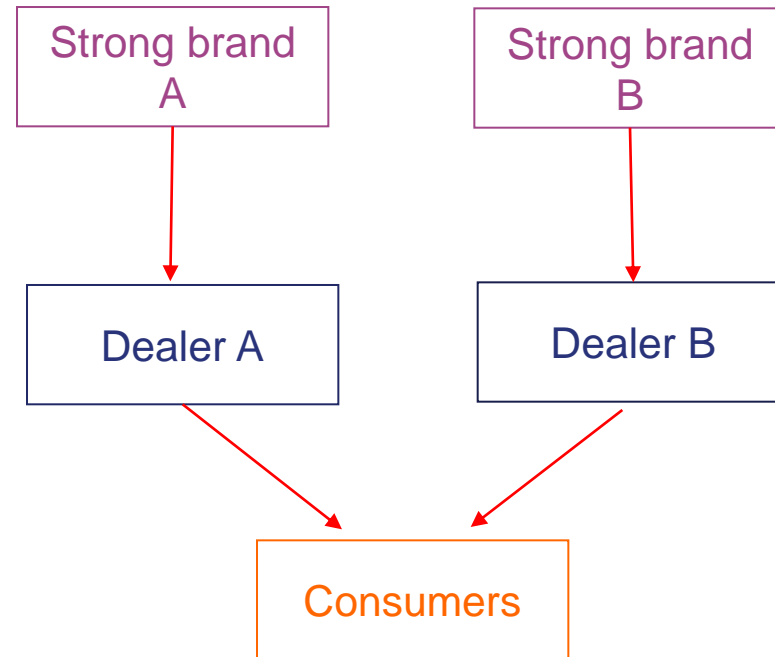 Strong brand
A
Strong brand
B
Dealer A
Dealer B
Consumers